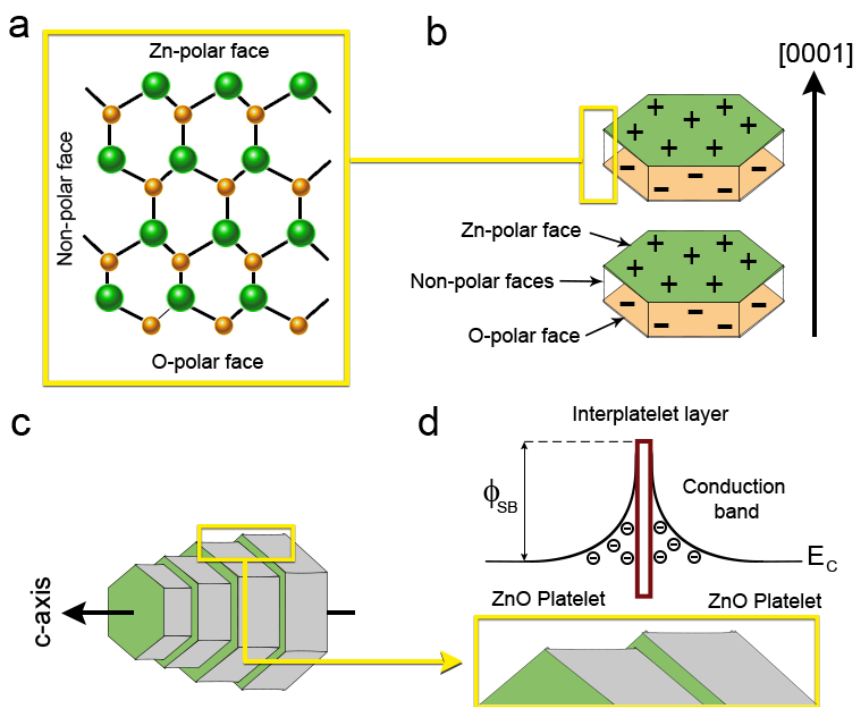 a
Zn-polar face
Non-polar face
O-polar face
b
[0001]
+ + + + + + +
- - - - -
Zn-polar face
Non-polar faces
O-polar face
+ + + + + + +
- - - - -
c
c-axis
d
Interplatelet layer
ϕSB
Conduction
band
EC
ZnO Platelet
ZnO Platelet